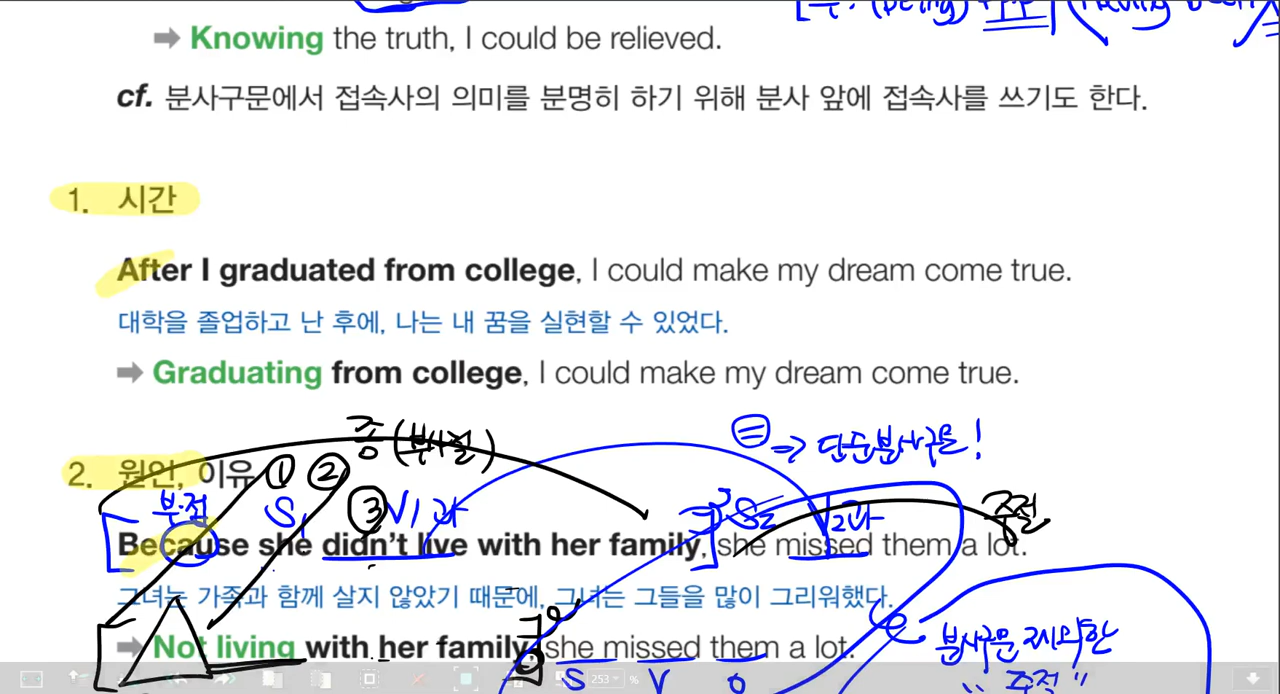 (being) + p.p
➡ Knowing the truth, I could be relieved.
cf. 분사구문에서 접속사의 의미를 분명히 하기 위해 분사 앞에 접속사를 쓰기도 한다.
1. 시간
After I graduated from college, I could make my dream come true.
대학을 졸업하고 난 후에, 나는 내 꿈을 실현할 수 있었다.
➡ Graduating from college, I could make my dream come true.
종 (부사절)
= => 단순분사구문!
2. 원인, 이유 ① ②
부·접 S1 ③ V1과 S2 V2과 주절
Because she didn't live with her family, she missed them a lot.
그녀는 가족과 함께 살지 않았기 때문에, 그녀는 그들을 많이 그리워했다.
➡ Not living with her family, she missed them a lot.
분사구문 제외한
S V O "주절"
253 %